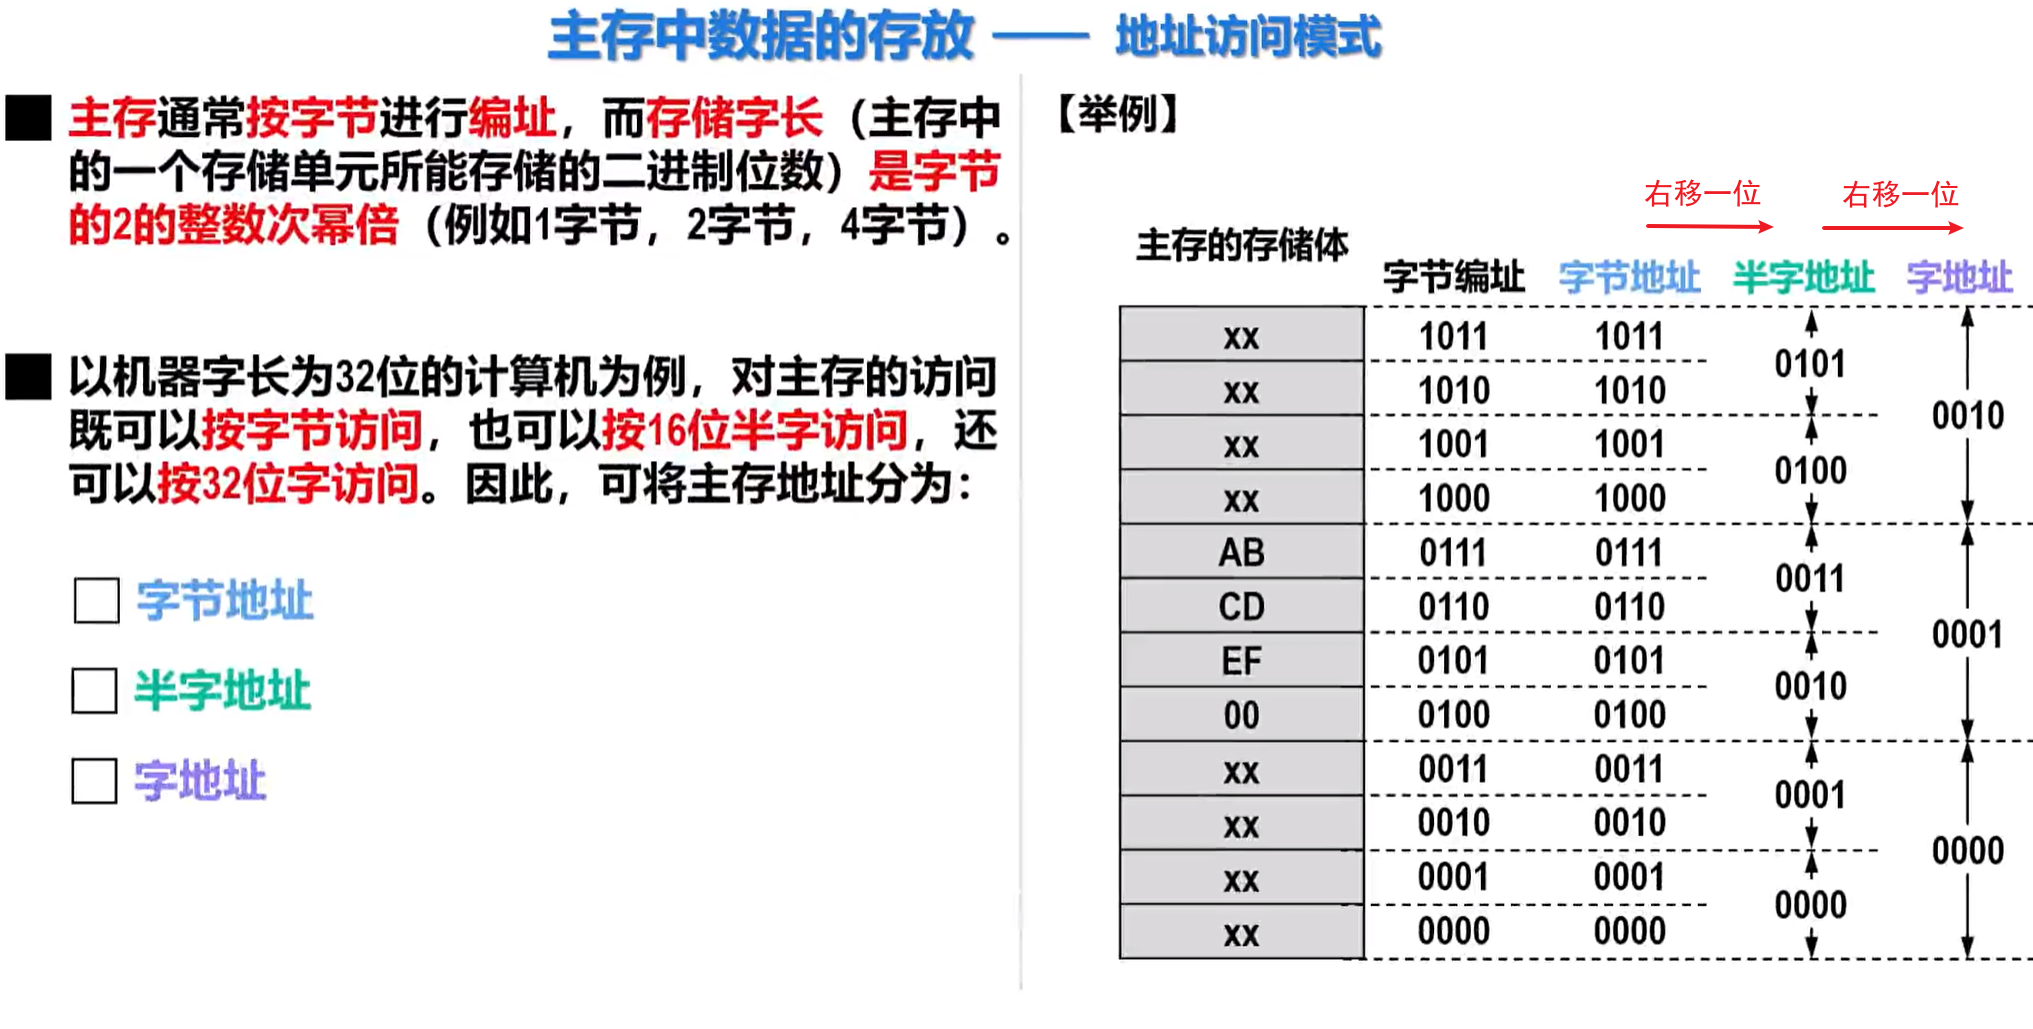 主存中数据的存放 —— 地址访问模式
主存通常按字节进行编址，而存储字长（主存中
的一个存储单元所能存储的二进制位数）是字节
的2的整数次幂倍（例如1字节，2字节，4字节）。
以机器字长为32位的计算机为例，对主存的访问
既可以按字节访问，也可以按16位半字访问，还
可以按32位字访问。因此，可将主存地址分为：
字节地址
半字地址
字地址
【举例】
右移一位 右移一位
主存的存储体
字节编址 字节地址 半字地址 字地址
xx 1011 1011
0101
xx 1010 1010
0010
xx 1001 1001
0100
xx 1000 1000
AB 0111 0111
0011
CD 0110 0110
0001
EF 0101 0101
0010
00 0100 0100
xx 0011 0011
0001
xx 0010 0010
0000
xx 0001 0001
0000
xx 0000 0000